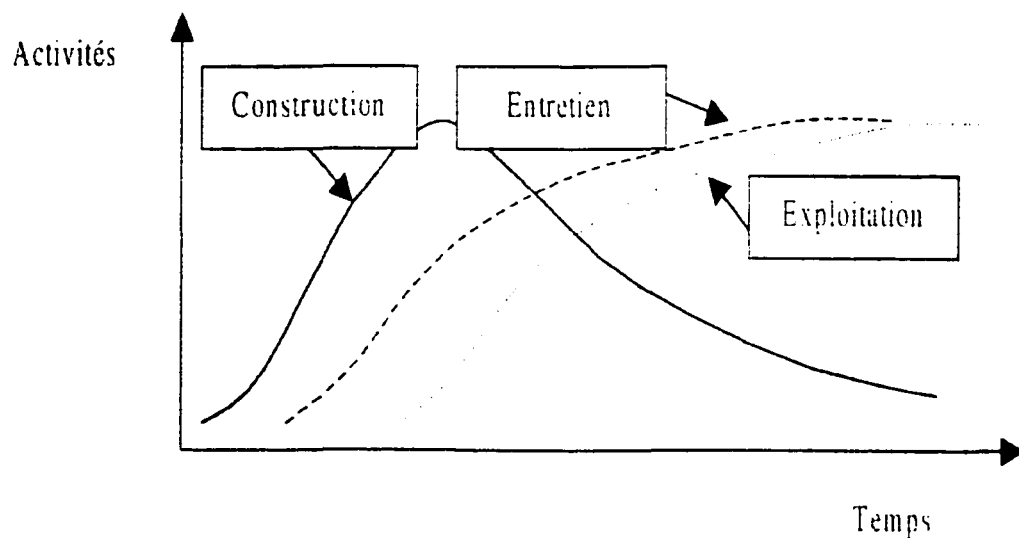 Activités
Construction
Entretien
Exploitation
Temps